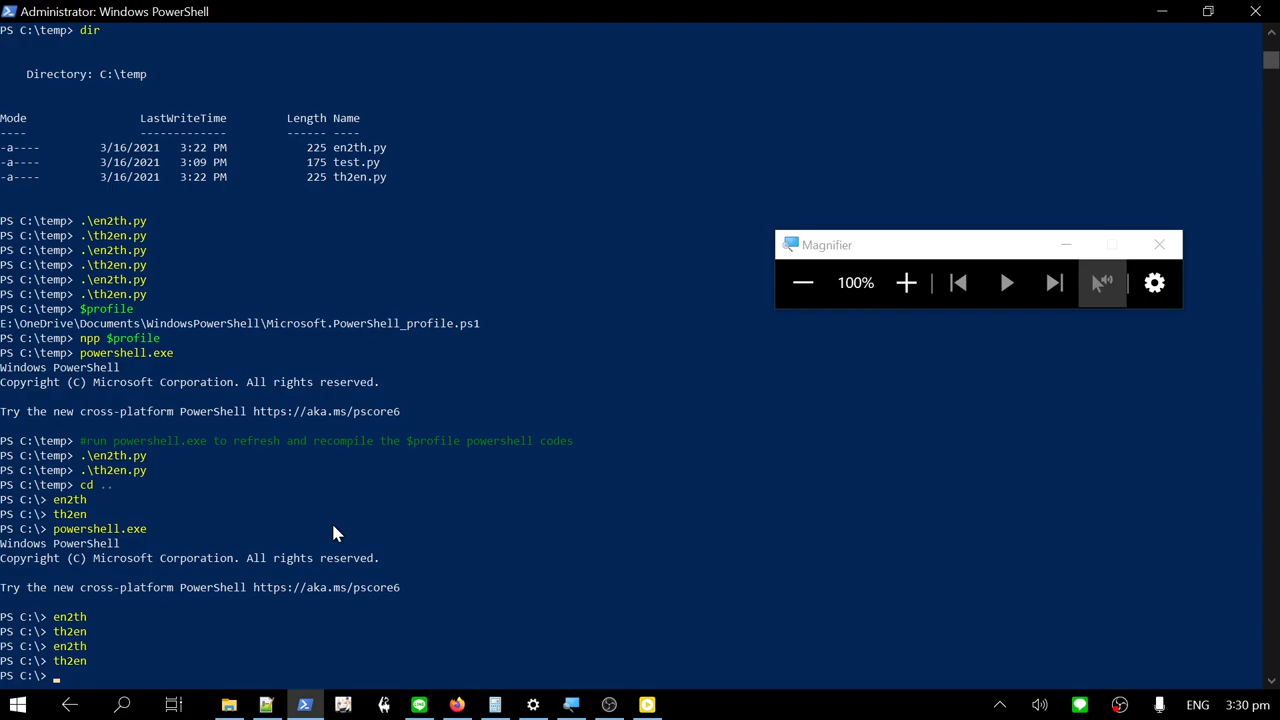 Administrator: Windows PowerShell
PS C:\temp> dir
Directory: C:\temp
Mode LastWriteTime Length Name
---- ------------- ------ ----
-a---- 3/16/2021 3:22 PM 225 en2th.py
-a---- 3/16/2021 3:09 PM 175 test.py
-a---- 3/16/2021 3:22 PM 225 th2en.py
PS C:\temp> .\en2th.py
PS C:\temp> .\th2en.py
PS C:\temp> .\en2th.py
PS C:\temp> .\th2en.py
PS C:\temp> .\en2th.py
PS C:\temp> .\th2en.py
PS C:\temp> $profile
E:\OneDrive\Documents\WindowsPowerShell\Microsoft.PowerShell_profile.ps1
PS C:\temp> npp $profile
PS C:\temp> powershell.exe
Windows PowerShell
Copyright (C) Microsoft Corporation. All rights reserved.
Try the new cross-platform PowerShell https://aka.ms/pscore6
PS C:\temp> #run powershell.exe to refresh and recompile the $profile powershell codes
PS C:\temp> .\en2th.py
PS C:\temp> .\th2en.py
PS C:\temp> cd ..
PS C:\> en2th
PS C:\> th2en
PS C:\> powershell.exe
Windows PowerShell
Copyright (C) Microsoft Corporation. All rights reserved.
Try the new cross-platform PowerShell https://aka.ms/pscore6
PS C:\> en2th
PS C:\> th2en
PS C:\> en2th
PS C:\> th2en
PS C:\>
Magnifier
100%
ENG 3:30 pm